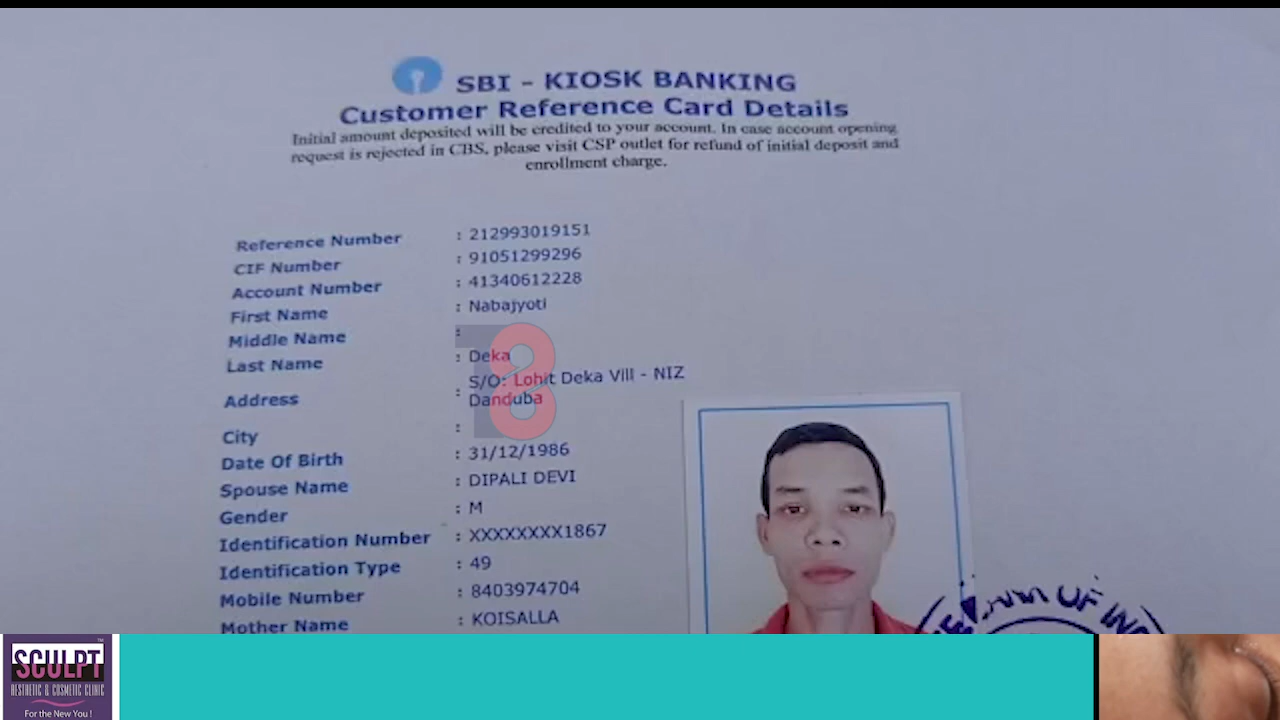 SBI - KIOSK BANKING
Customer Reference Card Details
Initial amount deposited will be credited to your account. In case account opening
request is rejected in CBS, please visit CSP outlet for refund of initial deposit and
enrollment charge.
Reference Number : 212993019151
CIF Number : 91051299296
Account Number : 41340612228
First Name : Nabajyoti
Middle Name :
Last Name : Deka
Address : S/O: Lohit Deka Vill - NIZ
Danduba
City :
Date Of Birth : 31/12/1986
Spouse Name : DIPALI DEVI
Gender : M
Identification Number : XXXXXXXX1867
Identification Type : 49
Mobile Number : 8403974704
Mother Name : KOISALLA
OF
SCULPT
AESTHETIC & COSMETIC CLINIC
For the New You !